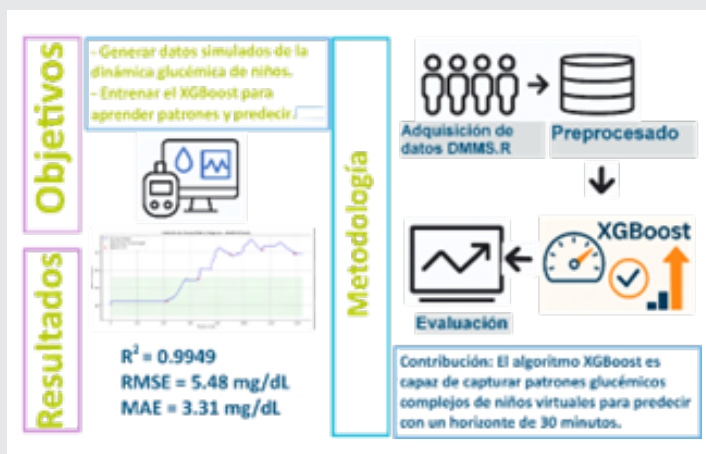 Objetivos
- Generar datos simulados de la
dinámica glucémica de niños.
- Entrenar el XGBoost para
aprender patrones y predecir.
Resultados
R² = 0.9949
RMSE = 5.48 mg/dL
MAE = 3.31 mg/dL
Metodología
Adquisición de
datos DMMS.R
Preprocesado
XGBoost
Evaluación
Contribución: El algoritmo XGBoost es
capaz de capturar patrones glucémicos
complejos de niños virtuales para predecir
con un horizonte de 30 minutos.